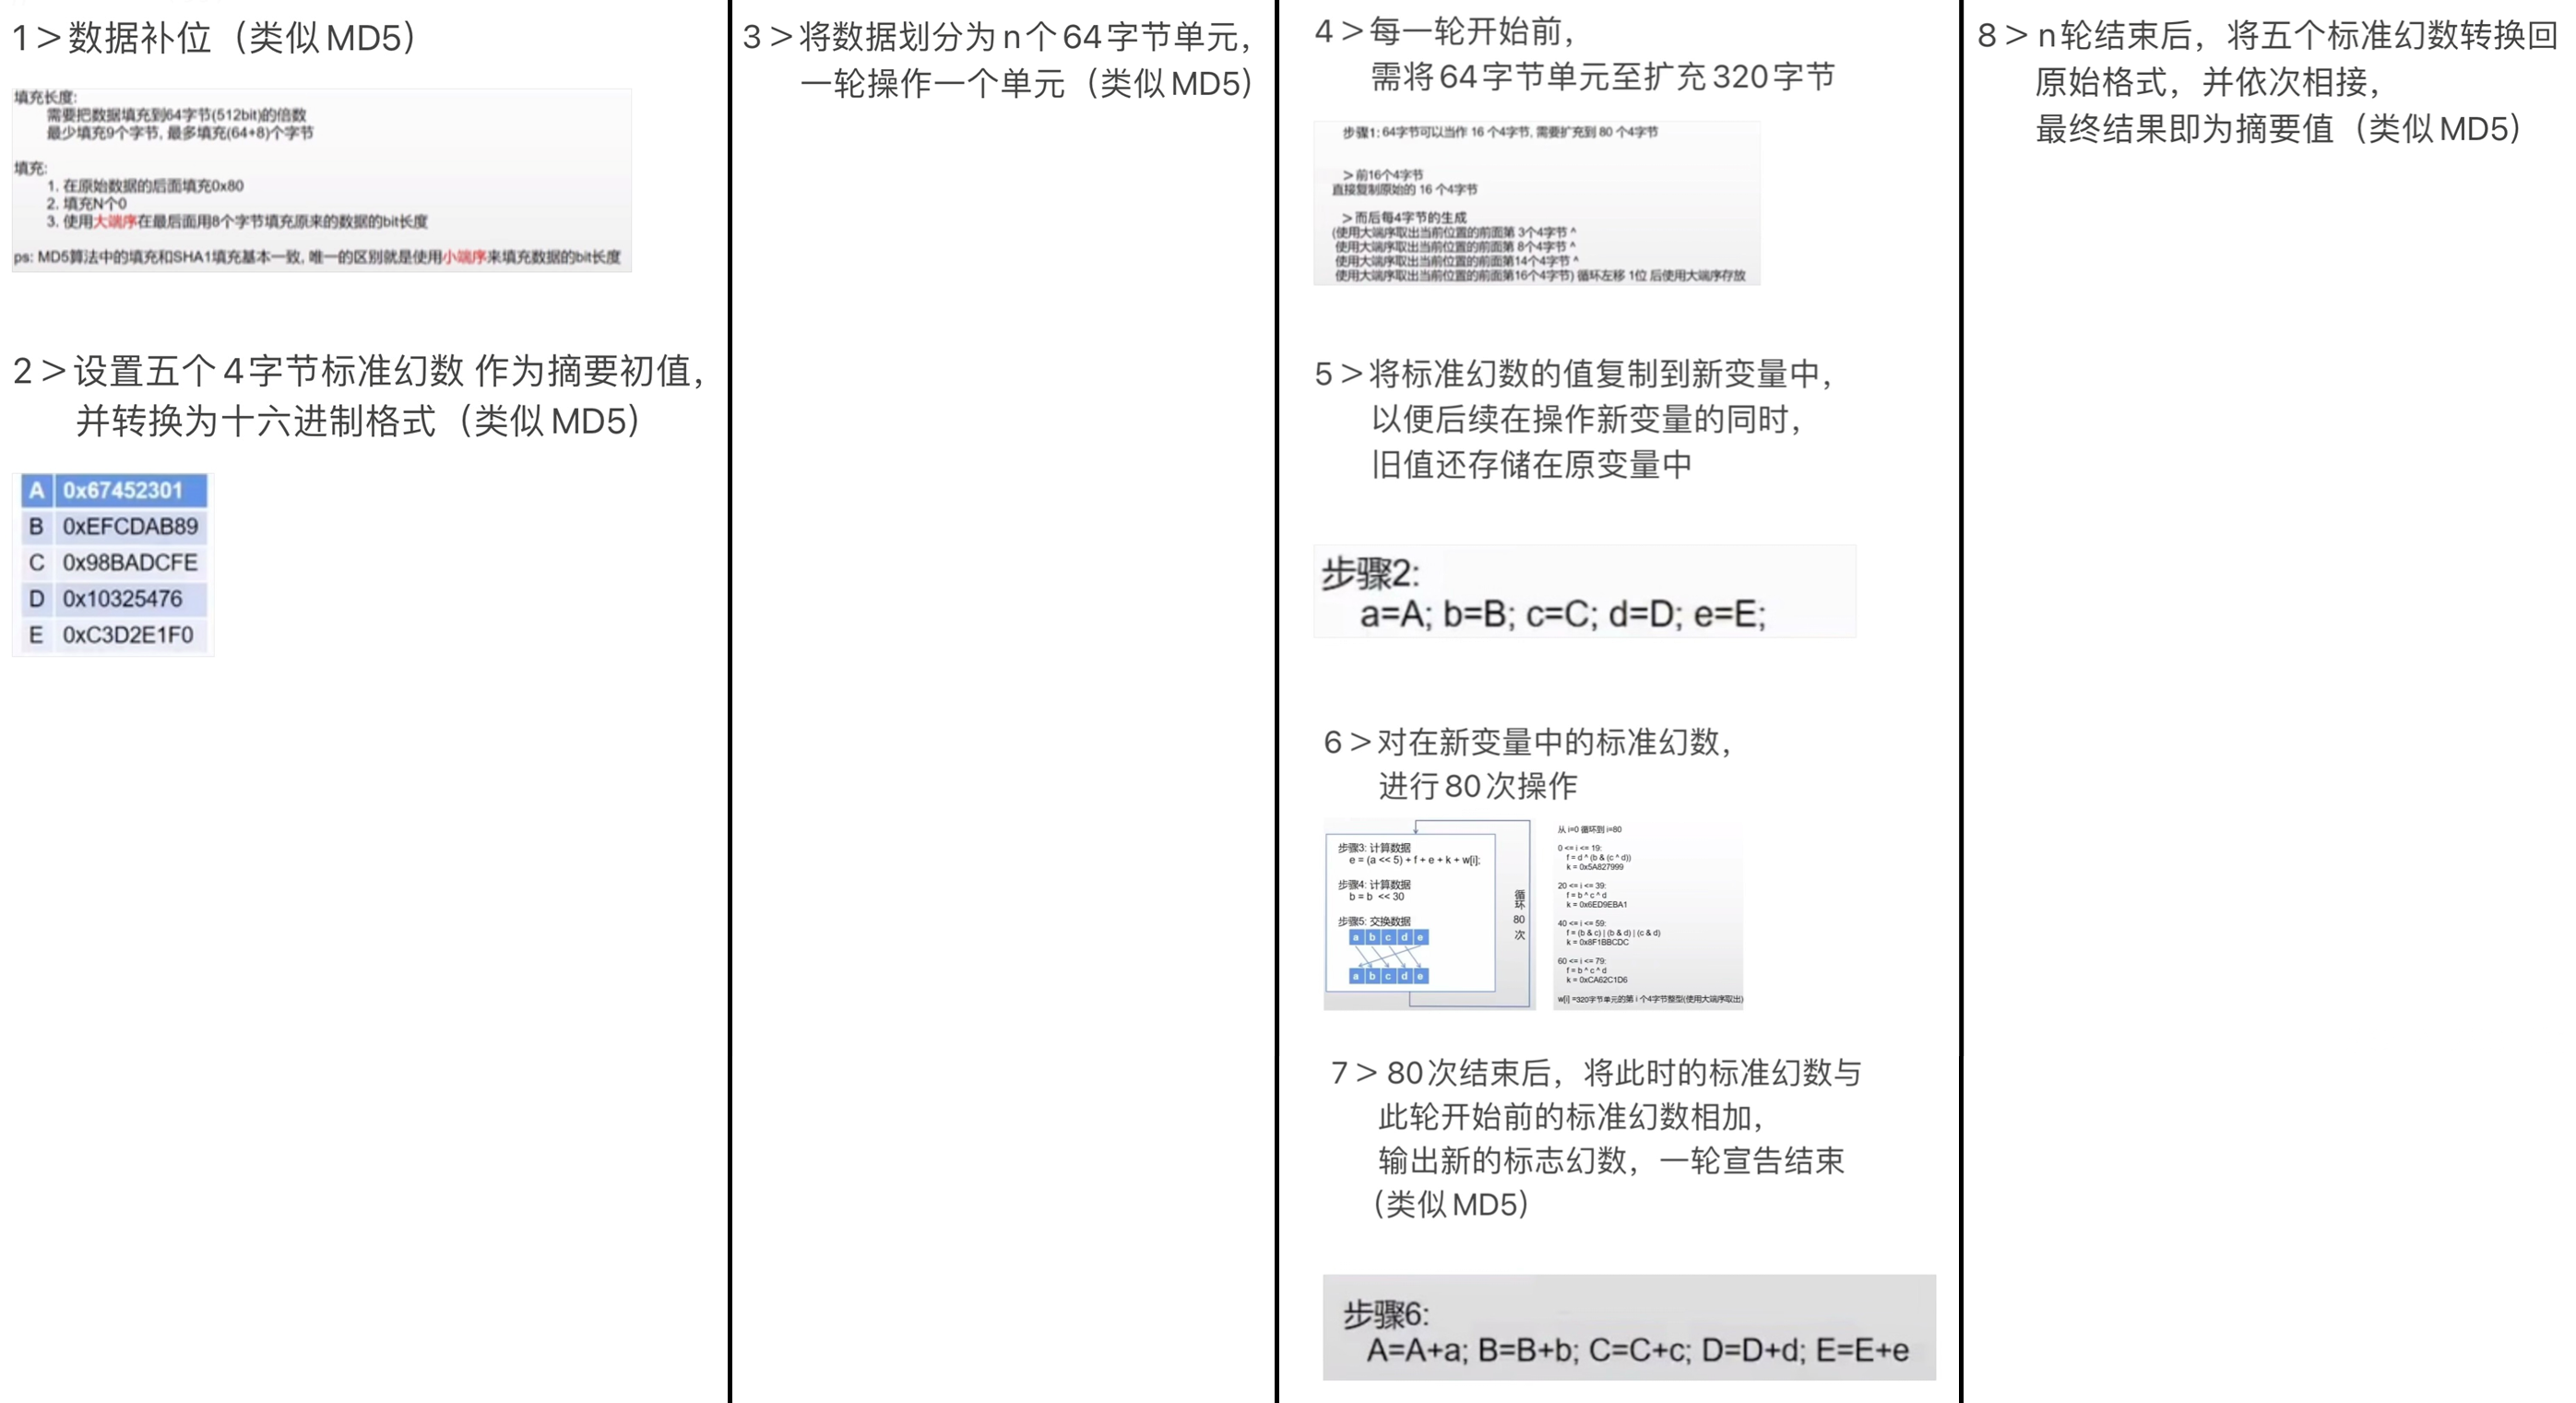 1＞数据补位（类似MD5）
填充长度:
需要把数据填充到64字节(512bit)的倍数
最少填充9个字节, 最多填充(64+8)个字节
填充:
1. 在原始数据的后面填充0x80
2. 填充N个0
3. 使用大端序在最后面用8个字节填充原来的数据的bit长度
ps: MD5算法中的填充和SHA1填充基本一致, 唯一的区别就是使用小端序来填充数据的bit长度
2＞设置五个4字节标准幻数 作为摘要初值，
并转换为十六进制格式（类似MD5）
A 0x67452301
B 0xEFCDAB89
C 0x98BADCFE
D 0x10325476
E 0xC3D2E1F0
3＞将数据划分为n个64字节单元，
一轮操作一个单元（类似MD5）
4＞每一轮开始前，
需将64字节单元至扩充320字节
步骤1: 64字节可以当作 16 个4字节, 需要扩充到 80 个4字节
＞前16个4字节
直接复制原始的 16 个4字节
＞而后每4字节的生成
(使用大端序取出当前位置的前面第 3个4字节 ^
使用大端序取出当前位置的前面第 8个4字节 ^
使用大端序取出当前位置的前面第14个4字节 ^
使用大端序取出当前位置的前面第16个4字节) 循环左移 1位 后使用大端序存放
5＞将标准幻数的值复制到新变量中，
以便后续在操作新变量的同时，
旧值还存储在原变量中
步骤2:
a=A; b=B; c=C; d=D; e=E;
6＞对在新变量中的标准幻数，
进行80次操作
步骤3: 计算数据
e = (a << 5) + f + e + k + w[i];
步骤4: 计算数据
b = b << 30
步骤5: 交换数据
a b c d e
a b c d e
循环80次
从 i=0 循环到 i=80
0 <= i <= 19:
f = d ^ (b & (c ^ d))
k = 0x5A827999
20 <= i <= 39:
f = b ^ c ^ d
k = 0x6ED9EBA1
40 <= i <= 59:
f = (b & c) | (b & d) | (c & d)
k = 0x8F1BBCDC
60 <= i <= 79:
f = b ^ c ^ d
k = 0xCA62C1D6
w[i] =320字节单元的第 i 个4字节整型(使用大端序取出)
7＞80次结束后，将此时的标准幻数与
此轮开始前的标准幻数相加，
输出新的标志幻数，一轮宣告结束
（类似MD5）
步骤6:
A=A+a; B=B+b; C=C+c; D=D+d; E=E+e
8＞n轮结束后，将五个标准幻数转换回
原始格式，并依次相接，
最终结果即为摘要值（类似MD5）